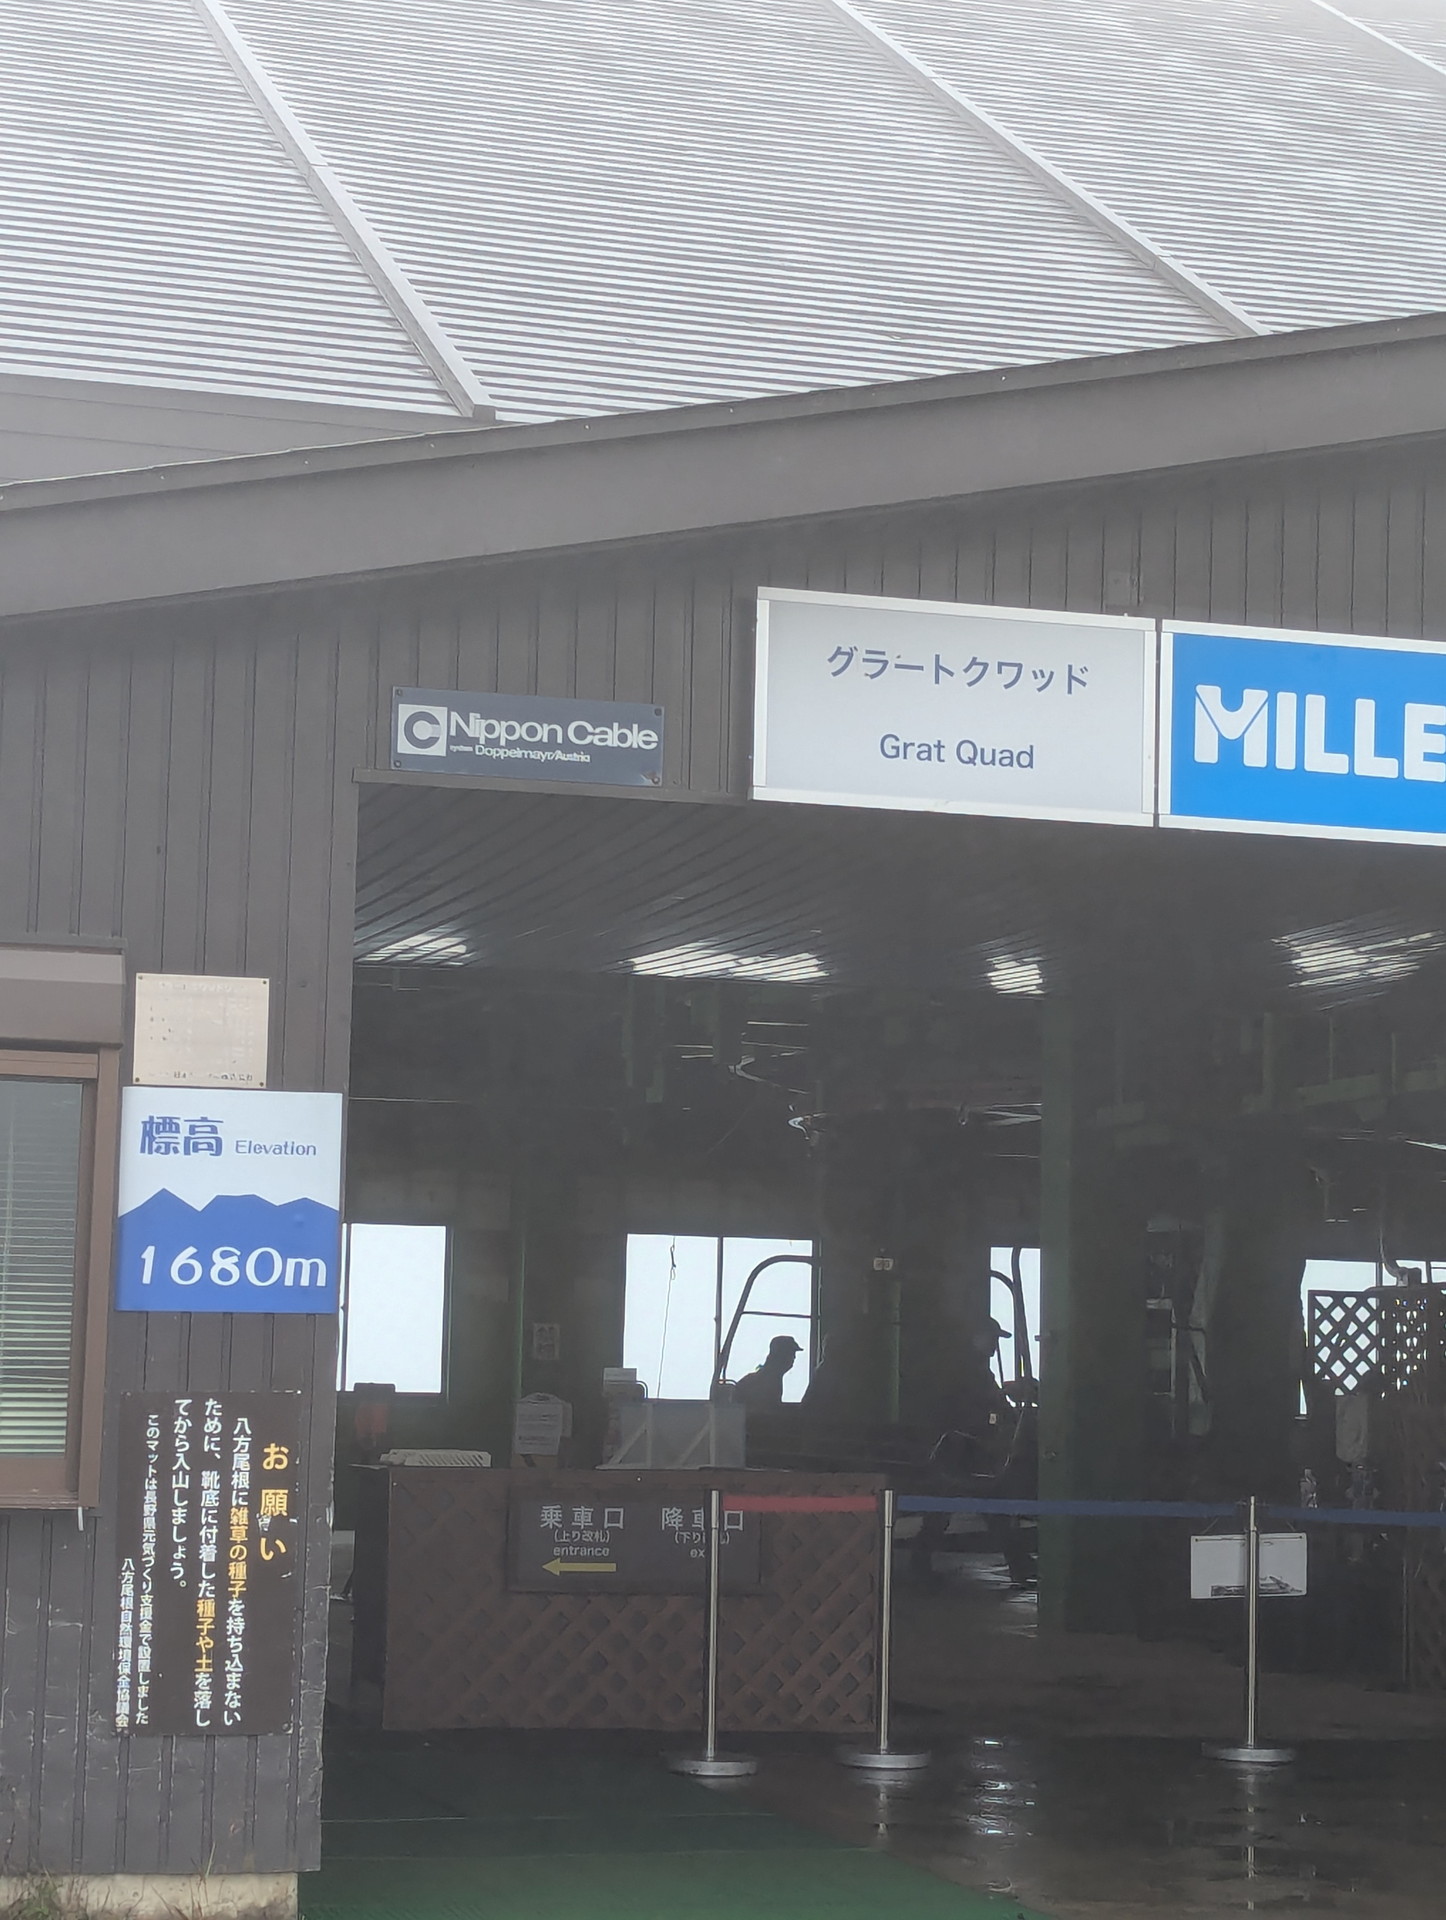 グラートクワッド
Grat Quad
MILLE
Nippon Cable
system Doppelmayr/Austria
標高 Elevation
1680m
お願い
八方尾根に雑草の種子を持ち込まない
ために、靴底に付着した種子や土を落し
てから入山しましょう。
このマットは長野県元気づくり支援金で設置しました
八方尾根自然環境保全協議会
乗車口
(上り改札)
entrance
降車口
(下り
ex